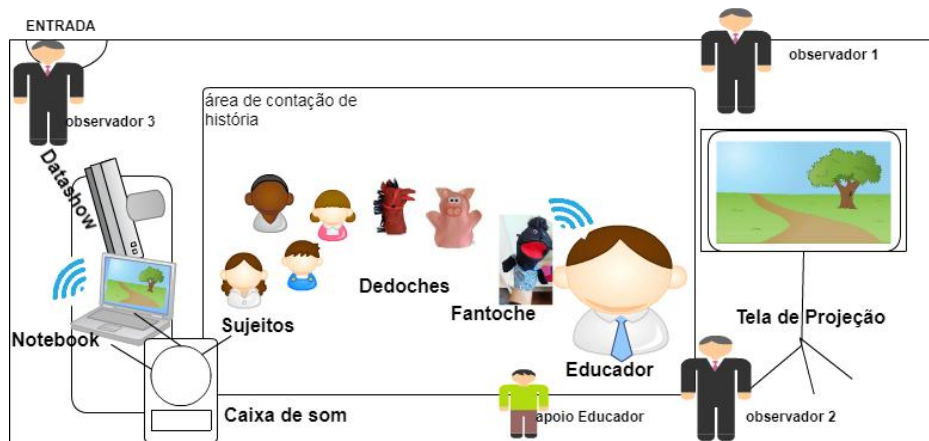 ENTRADA
observador 1
área de contação de
história
observador 3
Datashow
Dedoches
Fantoche
Tela de Projeção
Sujeitos
Notebook
Educador
Caixa de som
apoio Educador
observador 2